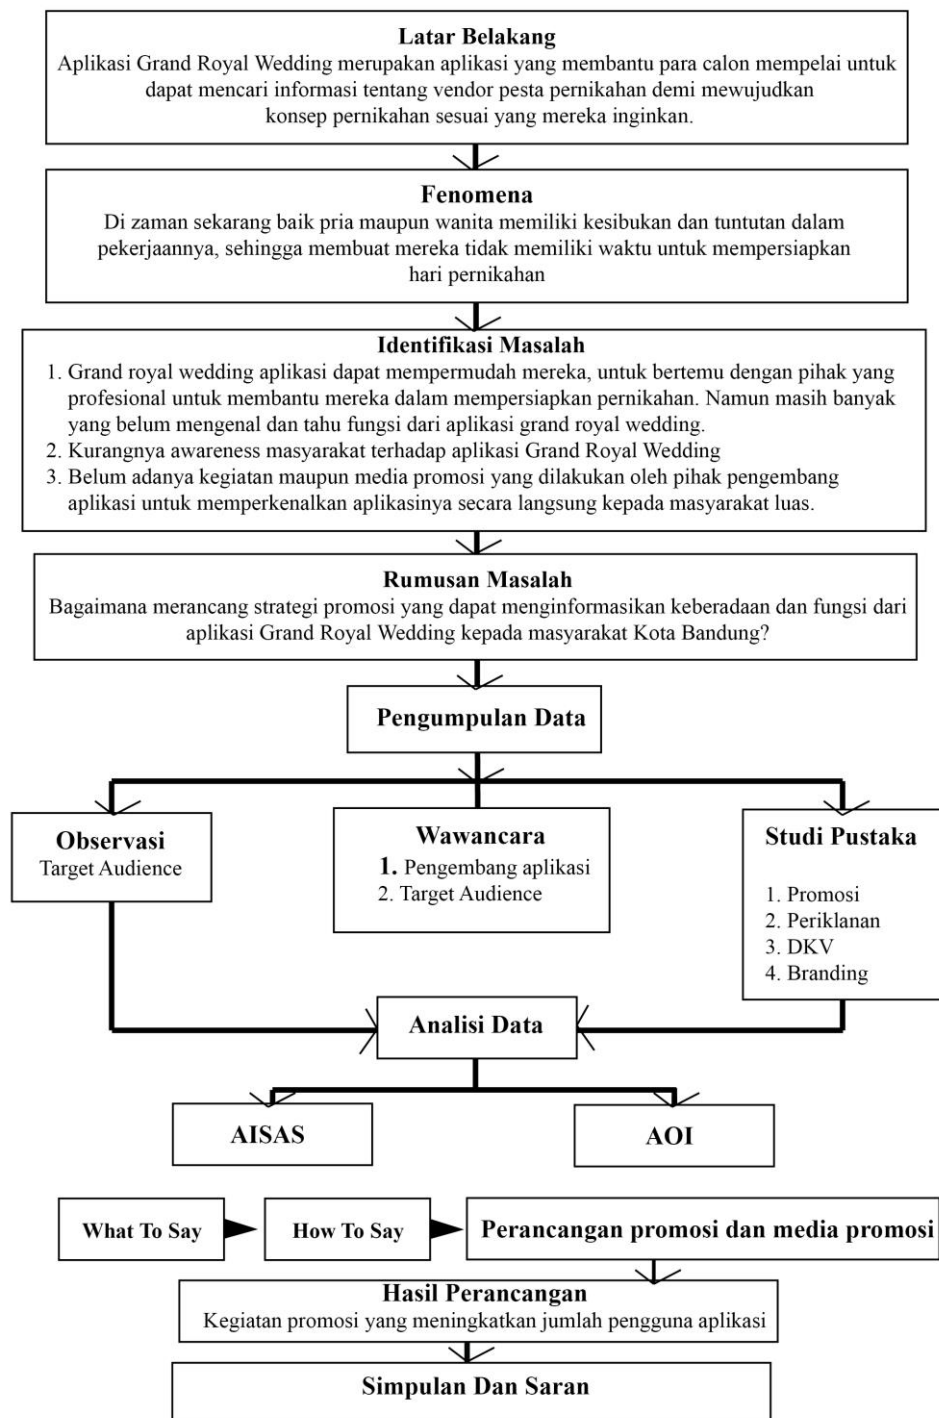 Latar Belakang
Aplikasi Grand Royal Wedding merupakan aplikasi yang membantu para calon mempelai untuk
dapat mencari informasi tentang vendor pesta pernikahan demi mewujudkan
konsep pernikahan sesuai yang mereka inginkan.
Fenomena
Di zaman sekarang baik pria maupun wanita memiliki kesibukan dan tuntutan dalam
pekerjaannya, sehingga membuat mereka tidak memiliki waktu untuk mempersiapkan
hari pernikahan
Identifikasi Masalah
1. Grand royal wedding aplikasi dapat mempermudah mereka, untuk bertemu dengan pihak yang
profesional untuk membantu mereka dalam mempersiapkan pernikahan. Namun masih banyak
yang belum mengenal dan tahu fungsi dari aplikasi grand royal wedding.
2. Kurangnya awareness masyarakat terhadap aplikasi Grand Royal Wedding
3. Belum adanya kegiatan maupun media promosi yang dilakukan oleh pihak pengembang
aplikasi untuk memperkenalkan aplikasinya secara langsung kepada masyarakat luas.
Rumusan Masalah
Bagaimana merancang strategi promosi yang dapat menginformasikan keberadaan dan fungsi dari
aplikasi Grand Royal Wedding kepada masyarakat Kota Bandung?
Pengumpulan Data
Observasi
Target Audience
Wawancara
1. Pengembang aplikasi
2. Target Audience
Studi Pustaka
1. Promosi
2. Periklanan
3. DKV
4. Branding
Analisi Data
AISAS
AOI
What To Say
How To Say
Perancangan promosi dan media promosi
Hasil Perancangan
Kegiatan promosi yang meningkatkan jumlah pengguna aplikasi
Simpulan Dan Saran